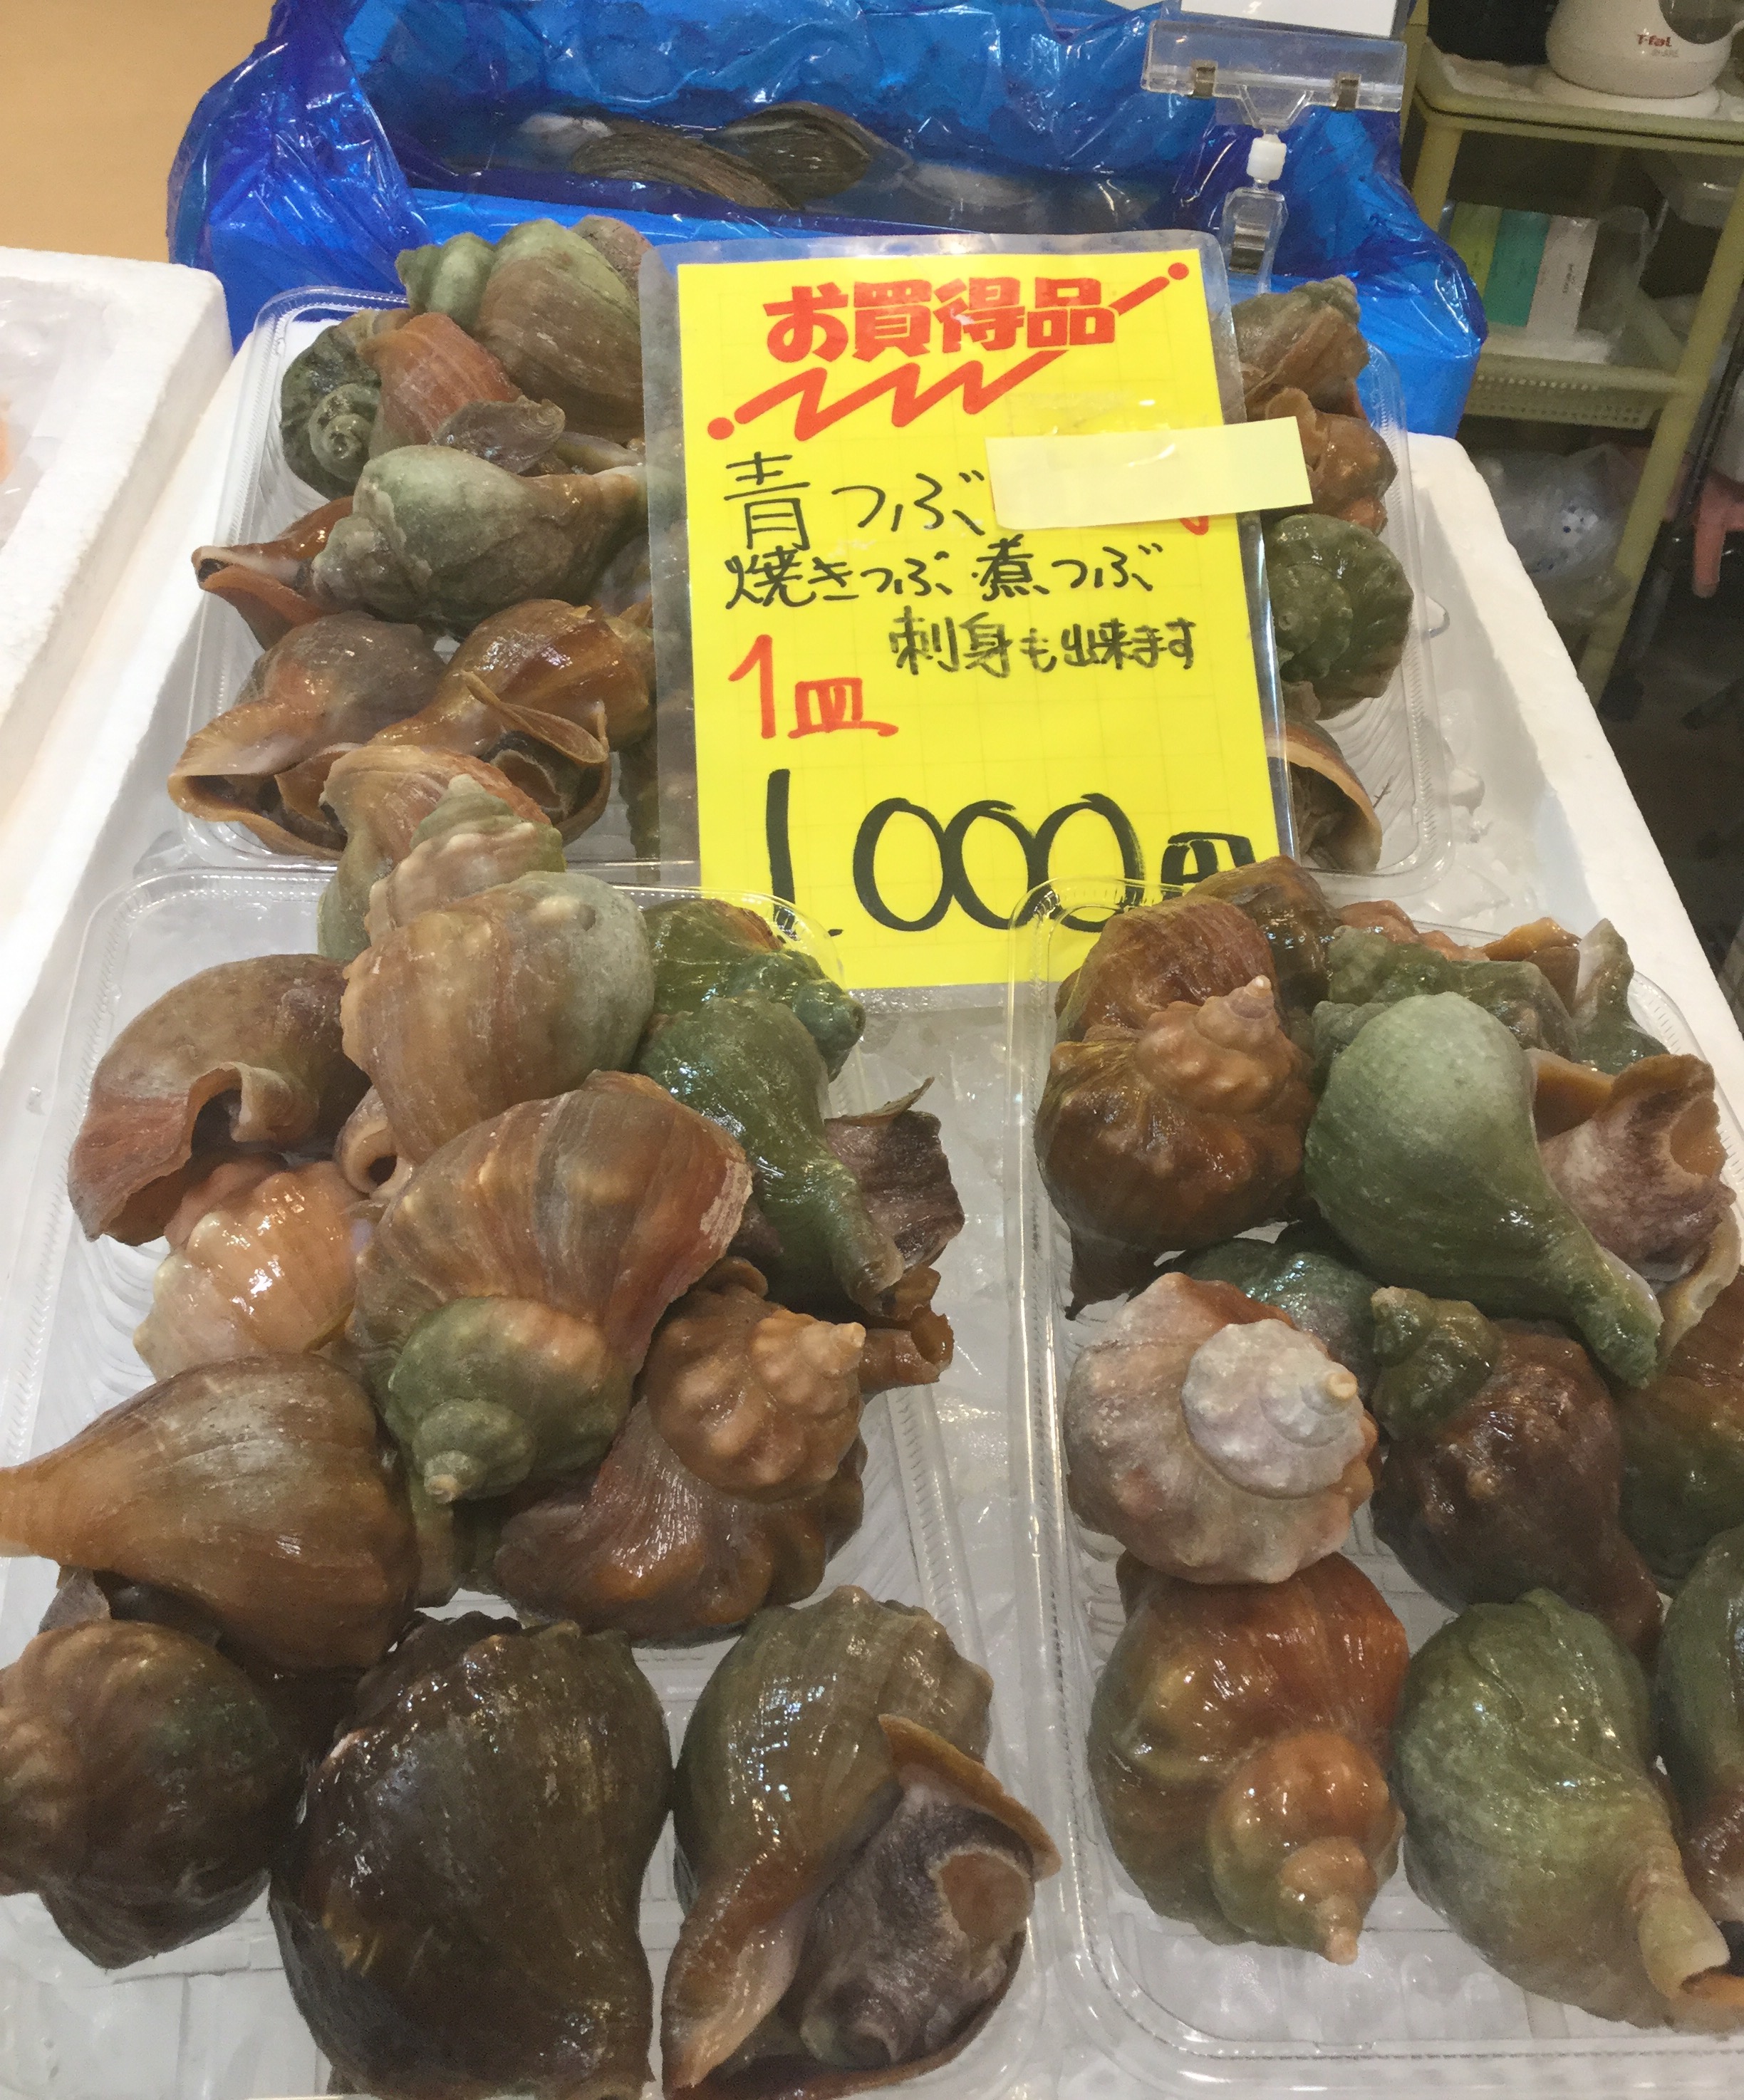 T-fal
お買得品
青つぶ
焼きつぶ、煮つぶ
刺身も出来ます
1皿
1,000円